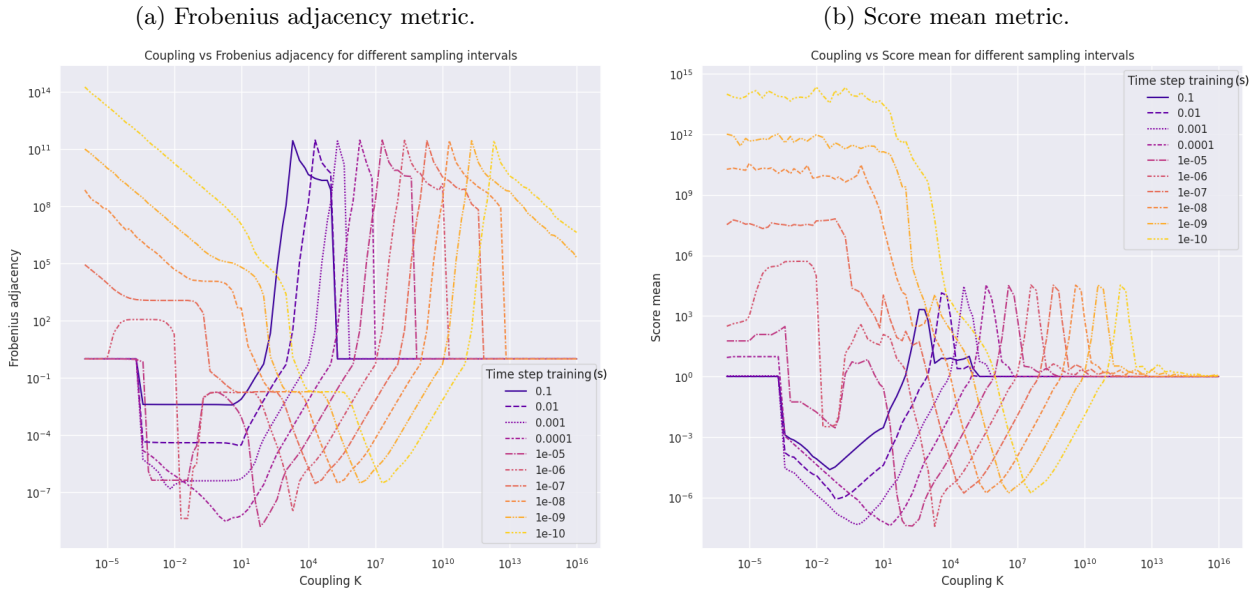 (a) Frobenius adjacency metric.
Coupling vs Frobenius adjacency for different sampling intervals
10^14
10^11
10^8
10^5
10^2
10^-1
10^-4
10^-7
Frobenius adjacency
Time step training (s)
0.1
0.01
0.001
0.0001
1e-05
1e-06
1e-07
1e-08
1e-09
1e-10
10^-5
10^-2
10^1
10^4
10^7
10^10
10^13
10^16
Coupling K
(b) Score mean metric.
Coupling vs Score mean for different sampling intervals
10^15
10^12
10^9
10^6
10^3
10^0
10^-3
10^-6
Score mean
Time step training (s)
0.1
0.01
0.001
0.0001
1e-05
1e-06
1e-07
1e-08
1e-09
1e-10
10^-5
10^-2
10^1
10^4
10^7
10^10
10^13
10^16
Coupling K